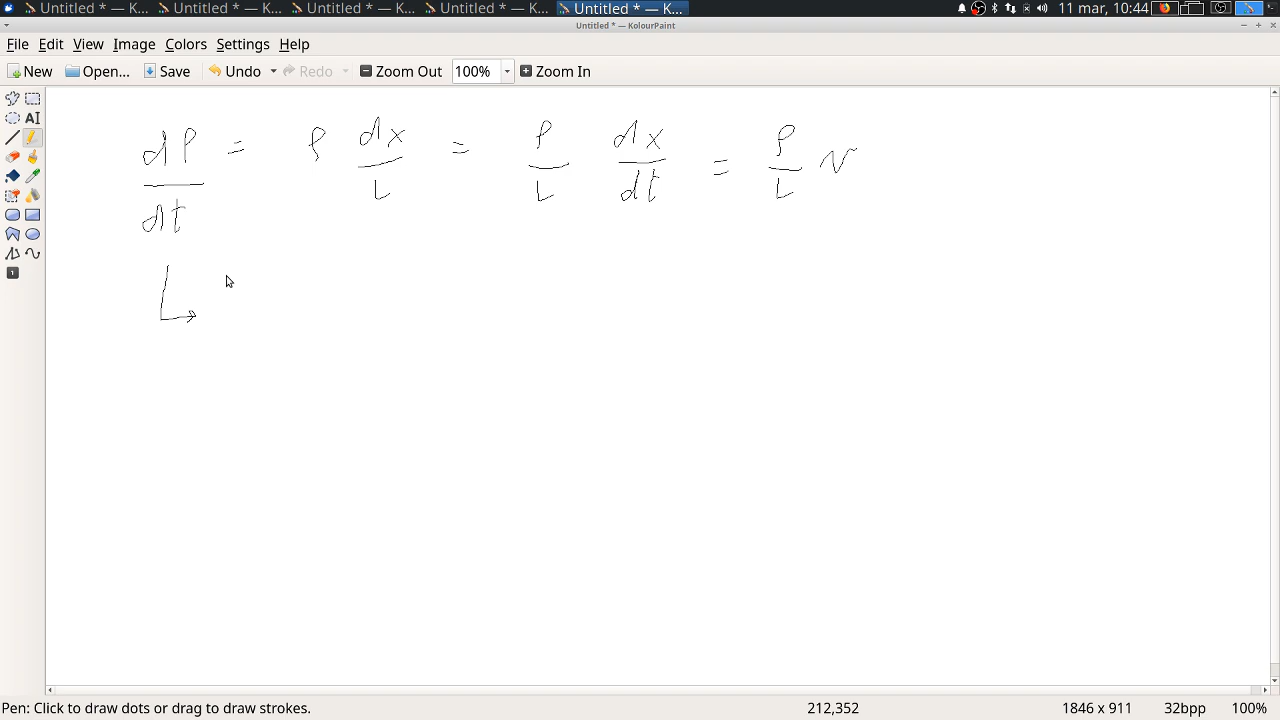 Untitled * — K... Untitled * — K... Untitled * — K... Untitled * — K... Untitled * — K... 11 mar, 10:44
Untitled * — KolourPaint
File Edit View Image Colors Settings Help
New Open... Save Undo Redo Zoom Out 100% Zoom In
dP/dt = P dx/L = P/L dx/dt = P/L v
Pen: Click to draw dots or drag to draw strokes. 212,352 1846 x 911 32bpp 100%